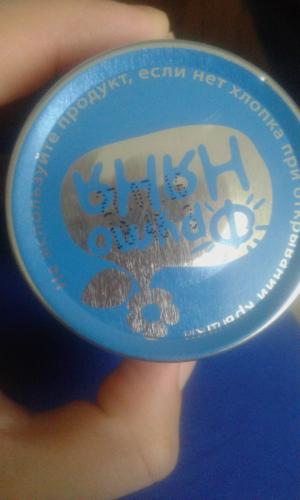 Не используйте продукт, если нет хлопка при открывании крышки
ФрутоНЯНЯ